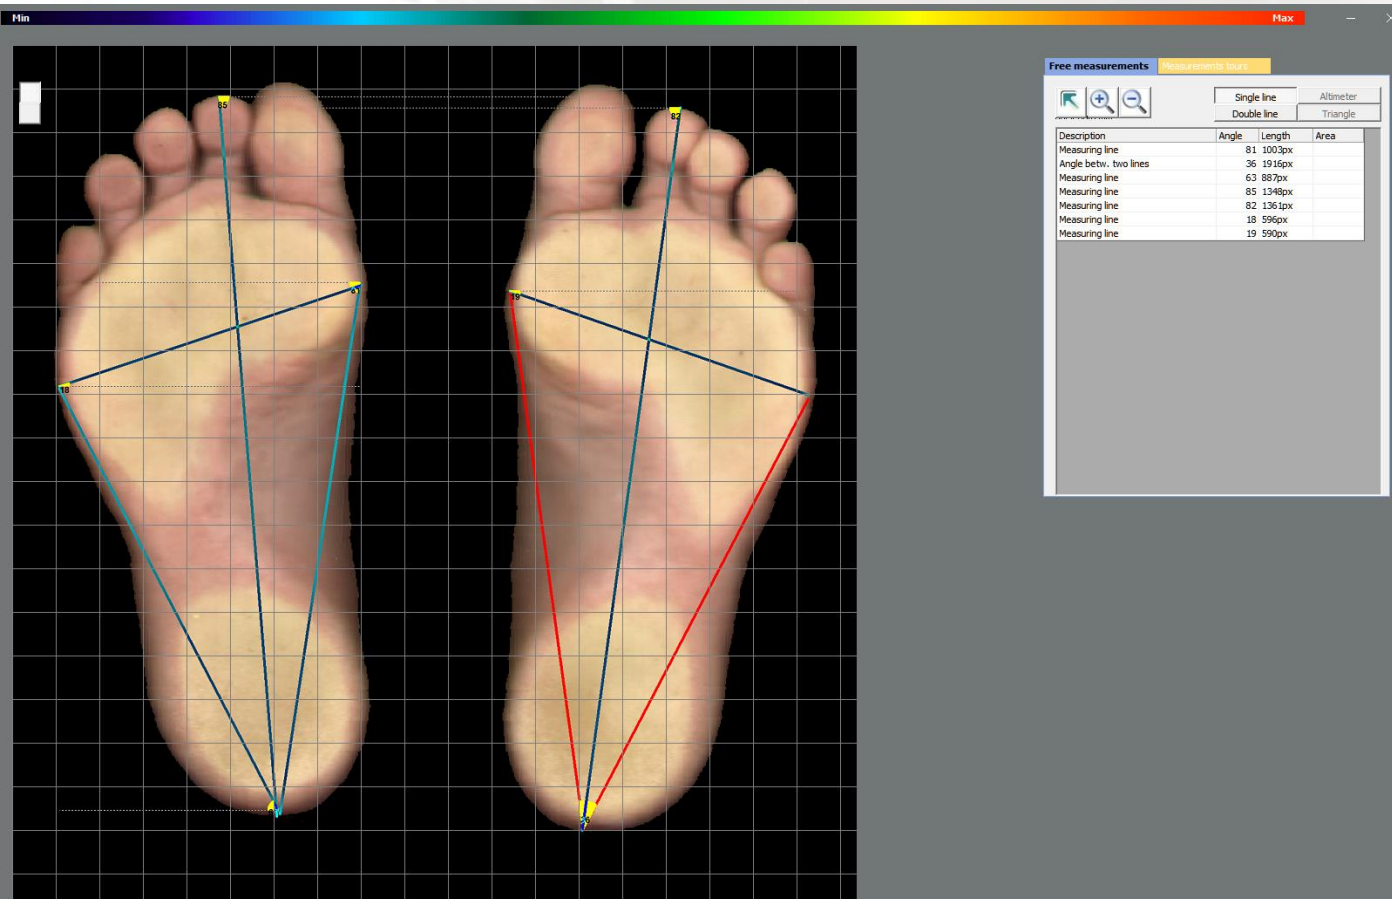 Min
Max
Free measurements
Measurements tours
Single line
Altimeter
Double line
Triangle
Description Angle Length Area
Measuring line 81 1003px
Angle betw. two lines 36 1916px
Measuring line 63 887px
Measuring line 85 1348px
Measuring line 82 1361px
Measuring line 18 596px
Measuring line 19 590px
85
82
19
18